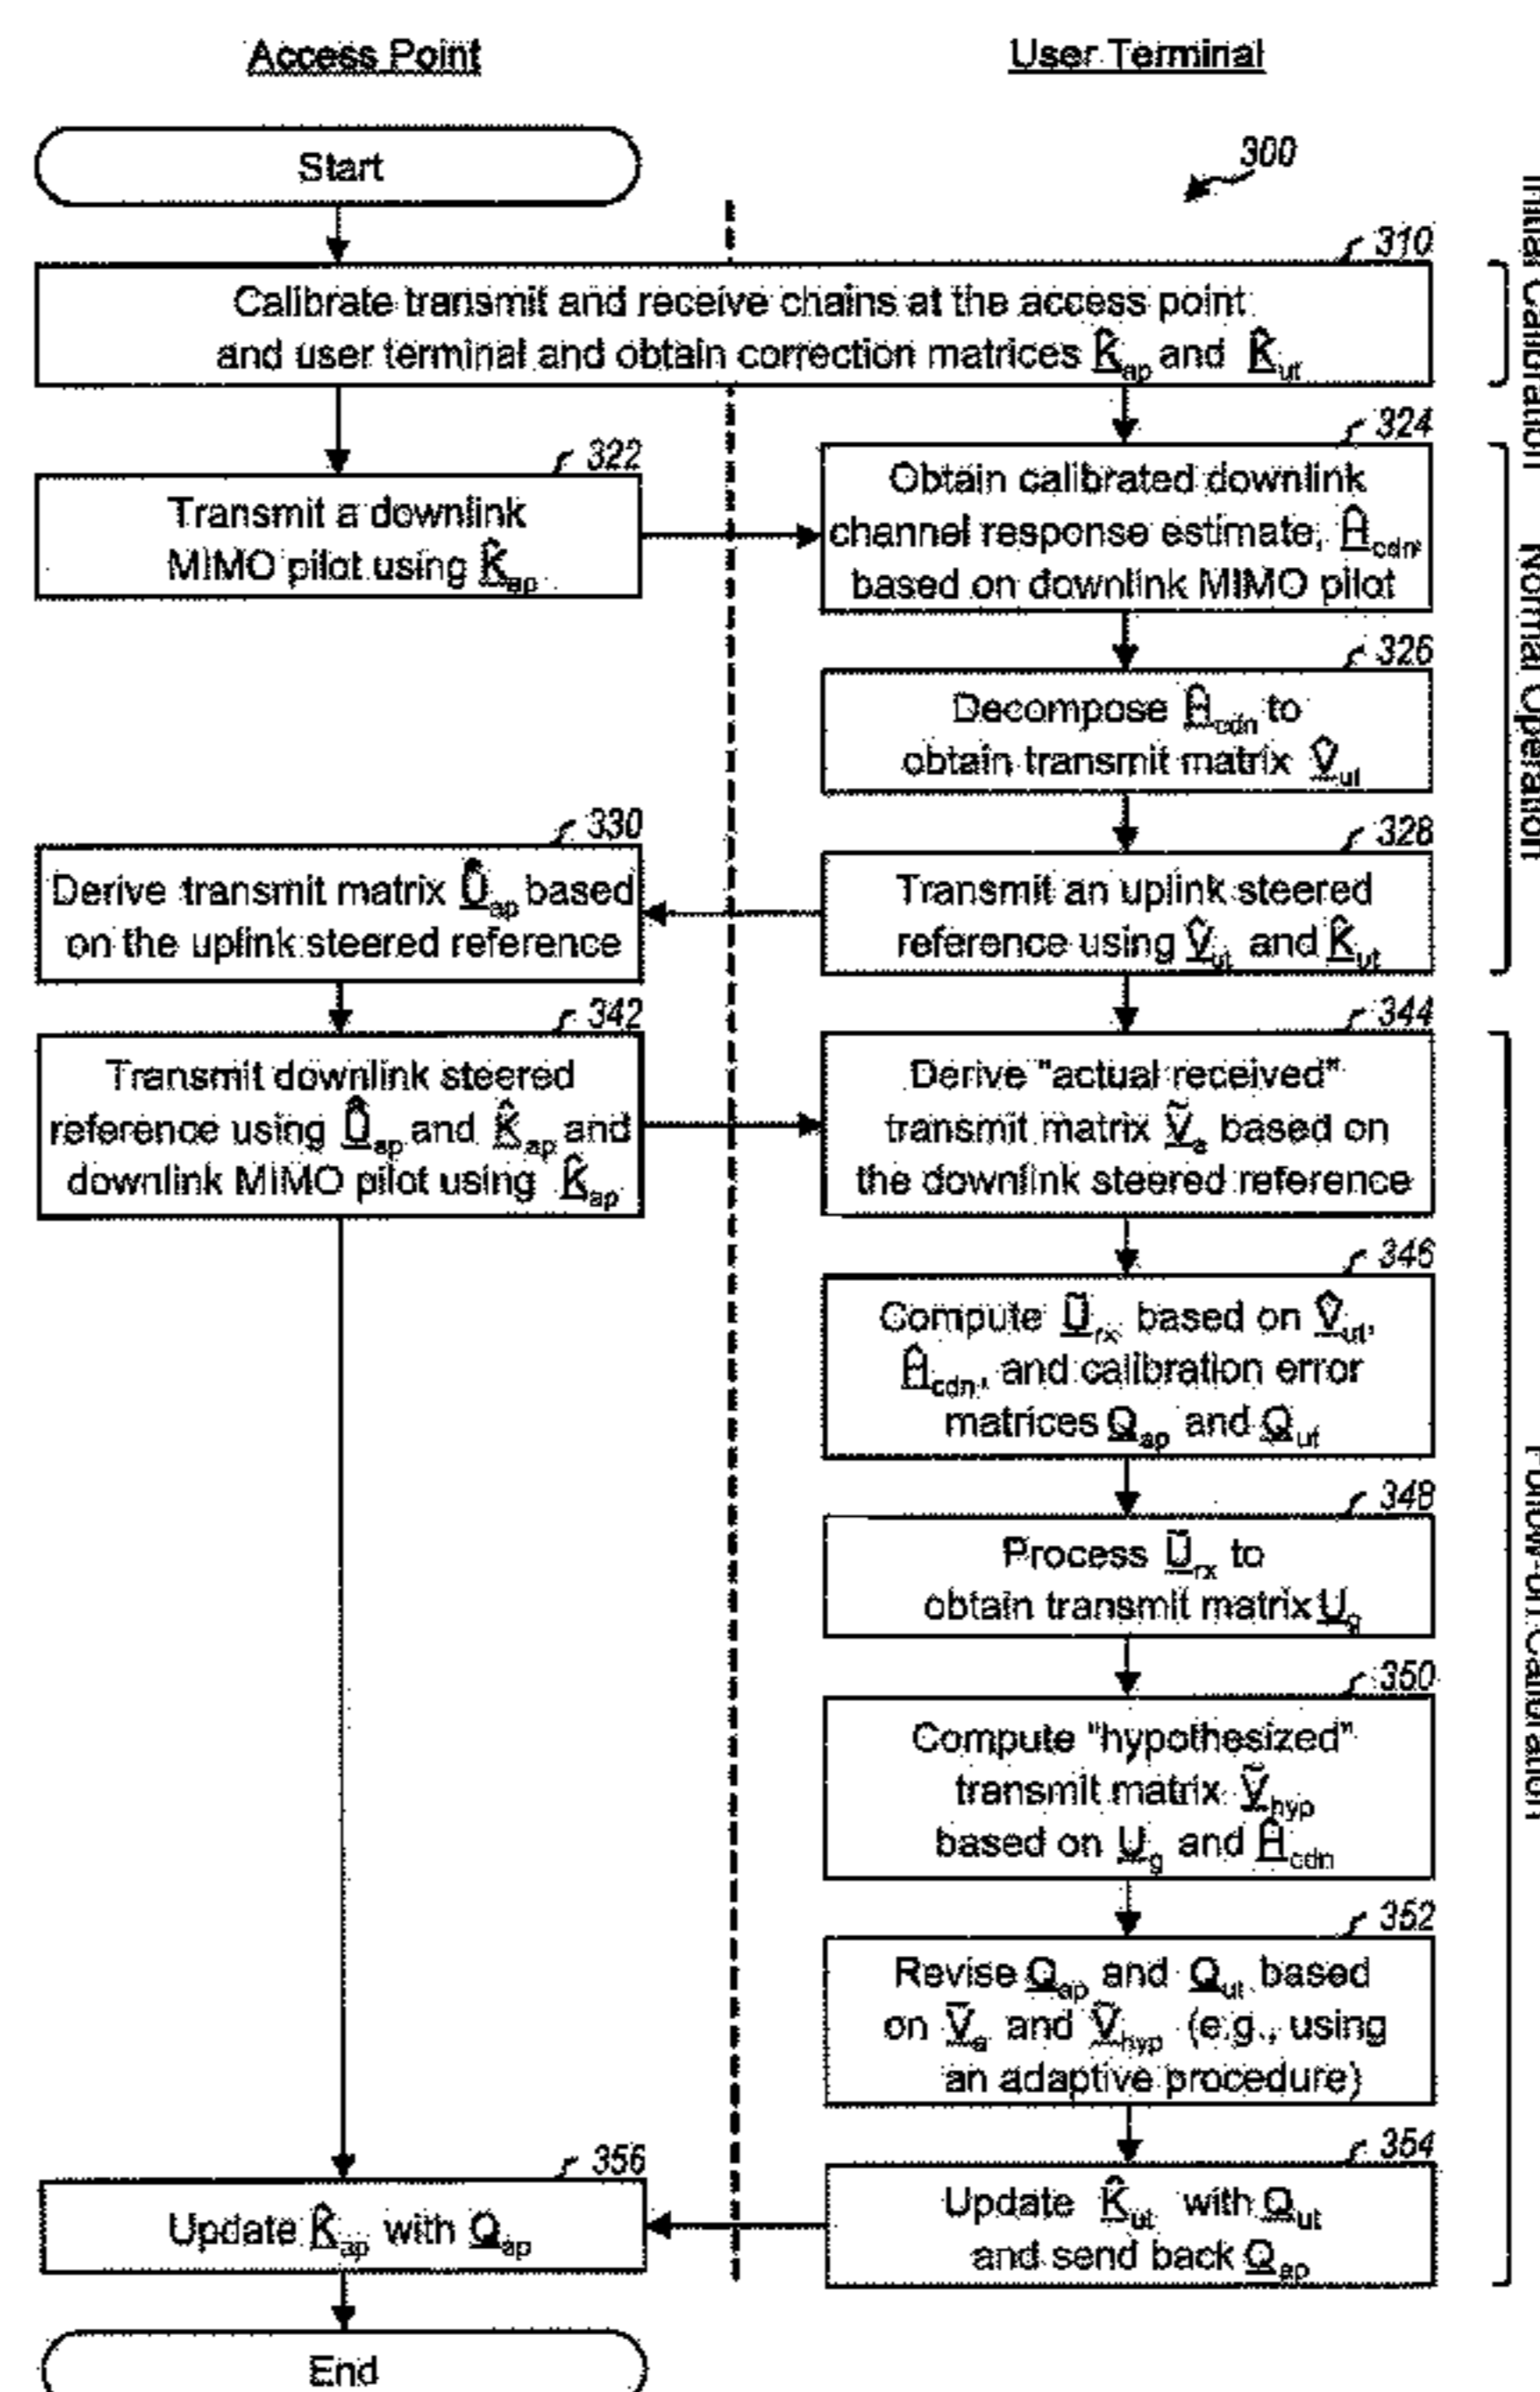 Access Point
User Terminal
Start
300
310
Calibrate transmit and receive chains at the access point
and user terminal and obtain correction matrices K̂ap and K̂ut
Initial Calibration
322
Transmit a downlink
MIMO pilot using K̂ap
324
Obtain calibrated downlink
channel response estimate, Ĥcdn,
based on downlink MIMO pilot
326
Decompose Ĥcdn to
obtain transmit matrix V̂ut
328
Transmit an uplink steered
reference using V̂ut and K̂ut
Normal Operation
330
Derive transmit matrix Ûap based
on the uplink steered reference
342
Transmit downlink steered
reference using Ûap and K̂ap and
downlink MIMO pilot using K̂ap
344
Derive "actual received"
transmit matrix Ṽa based on
the downlink steered reference
346
Compute Ũrx based on V̂ut,
Ĥcdn, and calibration error
matrices Qap and Qut
348
Process Ũrx to
obtain transmit matrix Ug
350
Compute "hypothesized"
transmit matrix Ṽhyp
based on Ug and Ĥcdn
352
Revise Qap and Qut based
on Ṽa and Ṽhyp (e.g., using
an adaptive procedure)
354
Update K̂ut with Qut
and send back Qap
Follow-on Calibration
356
Update K̂ap with Qap
End